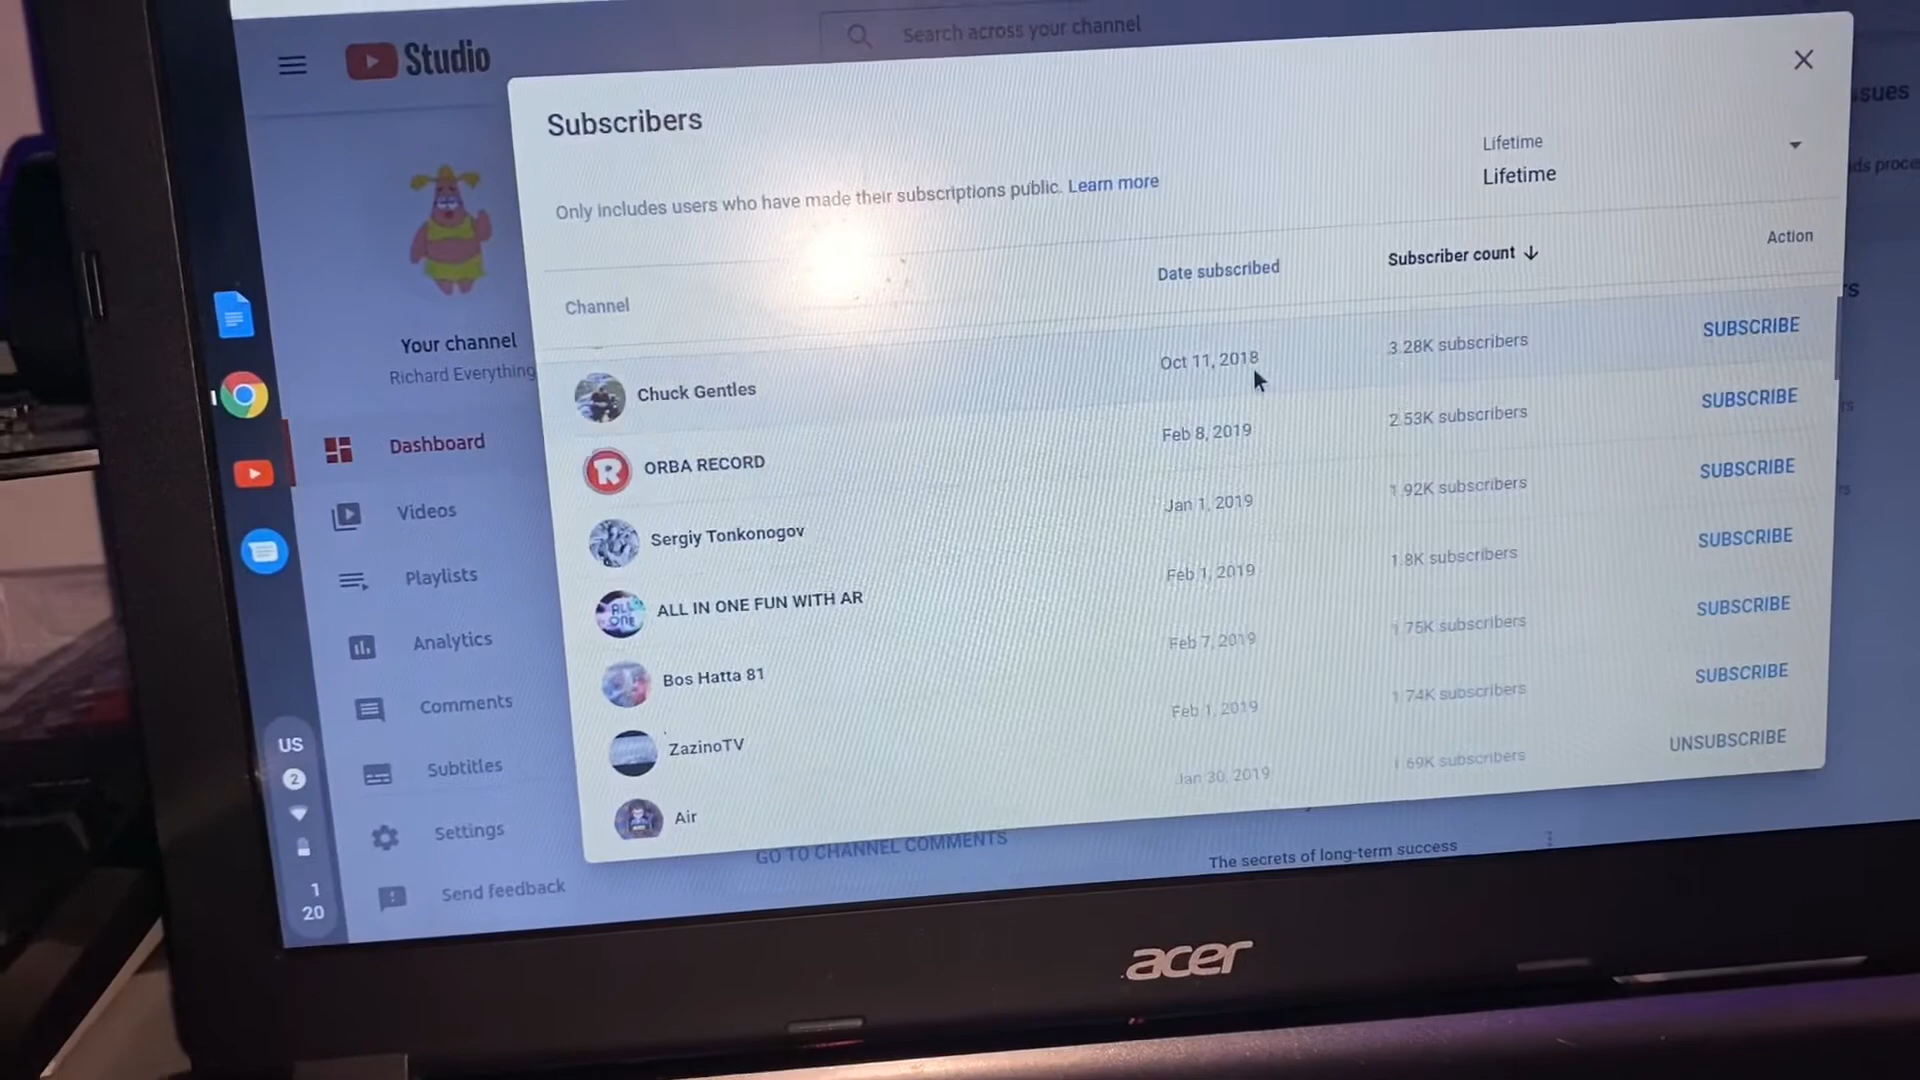 Studio
Search across your channel
Subscribers
Lifetime
Lifetime
Only includes users who have made their subscriptions public. Learn more
Channel
Date subscribed
Subscriber count
Action
Chuck Gentles
Oct 11, 2018
3.28K subscribers
SUBSCRIBE
ORBA RECORD
Feb 8, 2019
2.53K subscribers
SUBSCRIBE
Sergiy Tonkonogov
Jan 1, 2019
1.92K subscribers
SUBSCRIBE
ALL IN ONE FUN WITH AR
Feb 1, 2019
1.8K subscribers
SUBSCRIBE
Bos Hatta 81
Feb 7, 2019
1.75K subscribers
SUBSCRIBE
ZazinoTV
Feb 1, 2019
1.74K subscribers
SUBSCRIBE
Air
Jan 30, 2019
1.69K subscribers
UNSUBSCRIBE
Your channel
Richard Everything
Dashboard
Videos
Playlists
Analytics
Comments
Subtitles
Settings
Send feedback
US
2
1
20
GO TO CHANNEL COMMENTS
The secrets of long-term success
ALL
ONE
R
acer